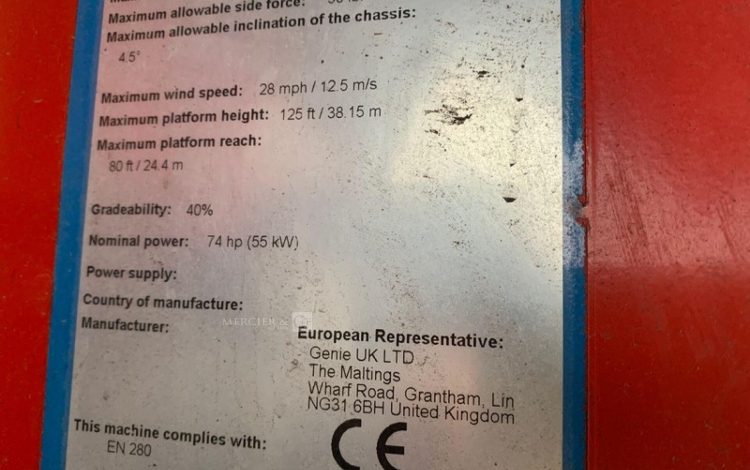 Maximum allowable side force:
Maximum allowable inclination of the chassis:
4.5°
Maximum wind speed: 28 mph / 12.5 m/s
Maximum platform height: 125 ft / 38.15 m
Maximum platform reach:
80 ft / 24.4 m
Gradeability: 40%
Nominal power: 74 hp (55 kW)
Power supply:
Country of manufacture:
Manufacturer:
MERCIER &
European Representative:
Genie UK LTD
The Maltings
Wharf Road, Grantham, Lin
NG31 6BH United Kingdom
This machine complies with:
EN 280
CE